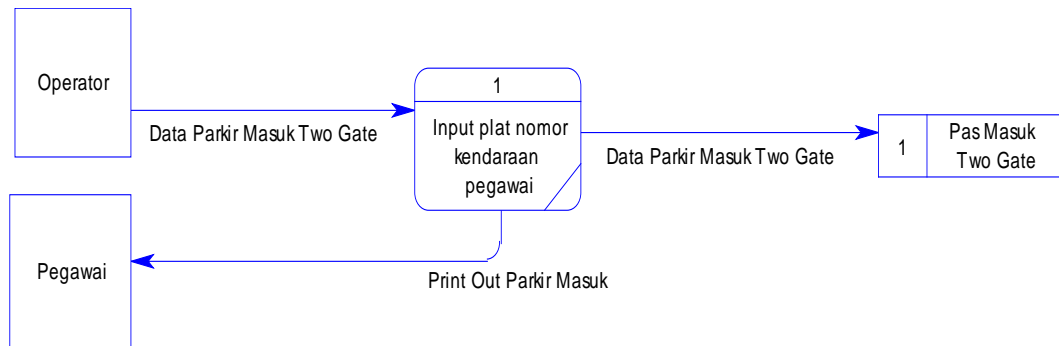 Operator
Data Parkir Masuk Two Gate
1
Input plat nomor
kendaraan
pegawai
Data Parkir Masuk Two Gate
1
Pas Masuk
Two Gate
Pegawai
Print Out Parkir Masuk